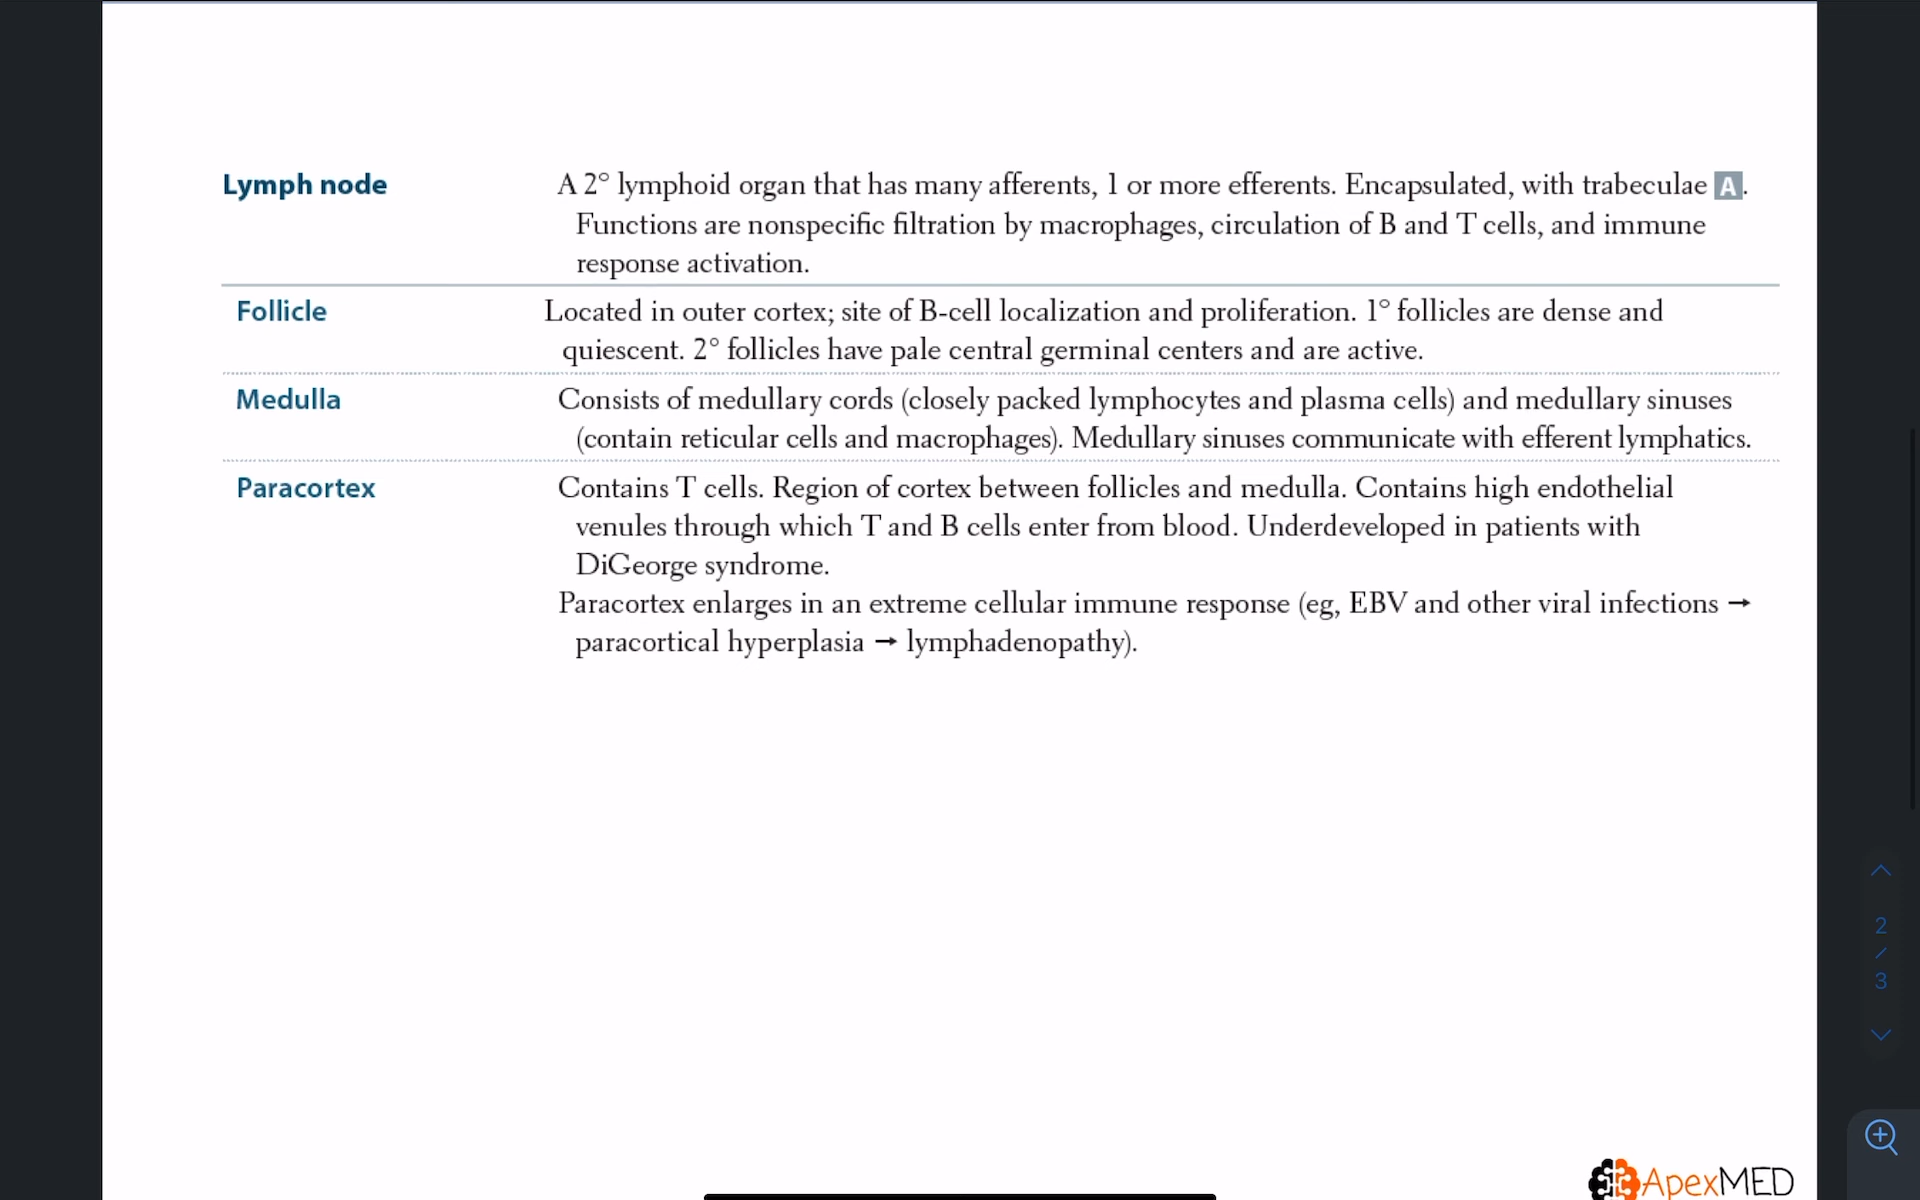 Lymph node
A 2° lymphoid organ that has many afferents, 1 or more efferents. Encapsulated, with trabeculae A.
Functions are nonspecific filtration by macrophages, circulation of B and T cells, and immune
response activation.
Follicle
Located in outer cortex; site of B-cell localization and proliferation. 1° follicles are dense and
quiescent. 2° follicles have pale central germinal centers and are active.
Medulla
Consists of medullary cords (closely packed lymphocytes and plasma cells) and medullary sinuses
(contain reticular cells and macrophages). Medullary sinuses communicate with efferent lymphatics.
Paracortex
Contains T cells. Region of cortex between follicles and medulla. Contains high endothelial
venules through which T and B cells enter from blood. Underdeveloped in patients with
DiGeorge syndrome.
Paracortex enlarges in an extreme cellular immune response (eg, EBV and other viral infections →
paracortical hyperplasia → lymphadenopathy).
2
/
3
ApexMED